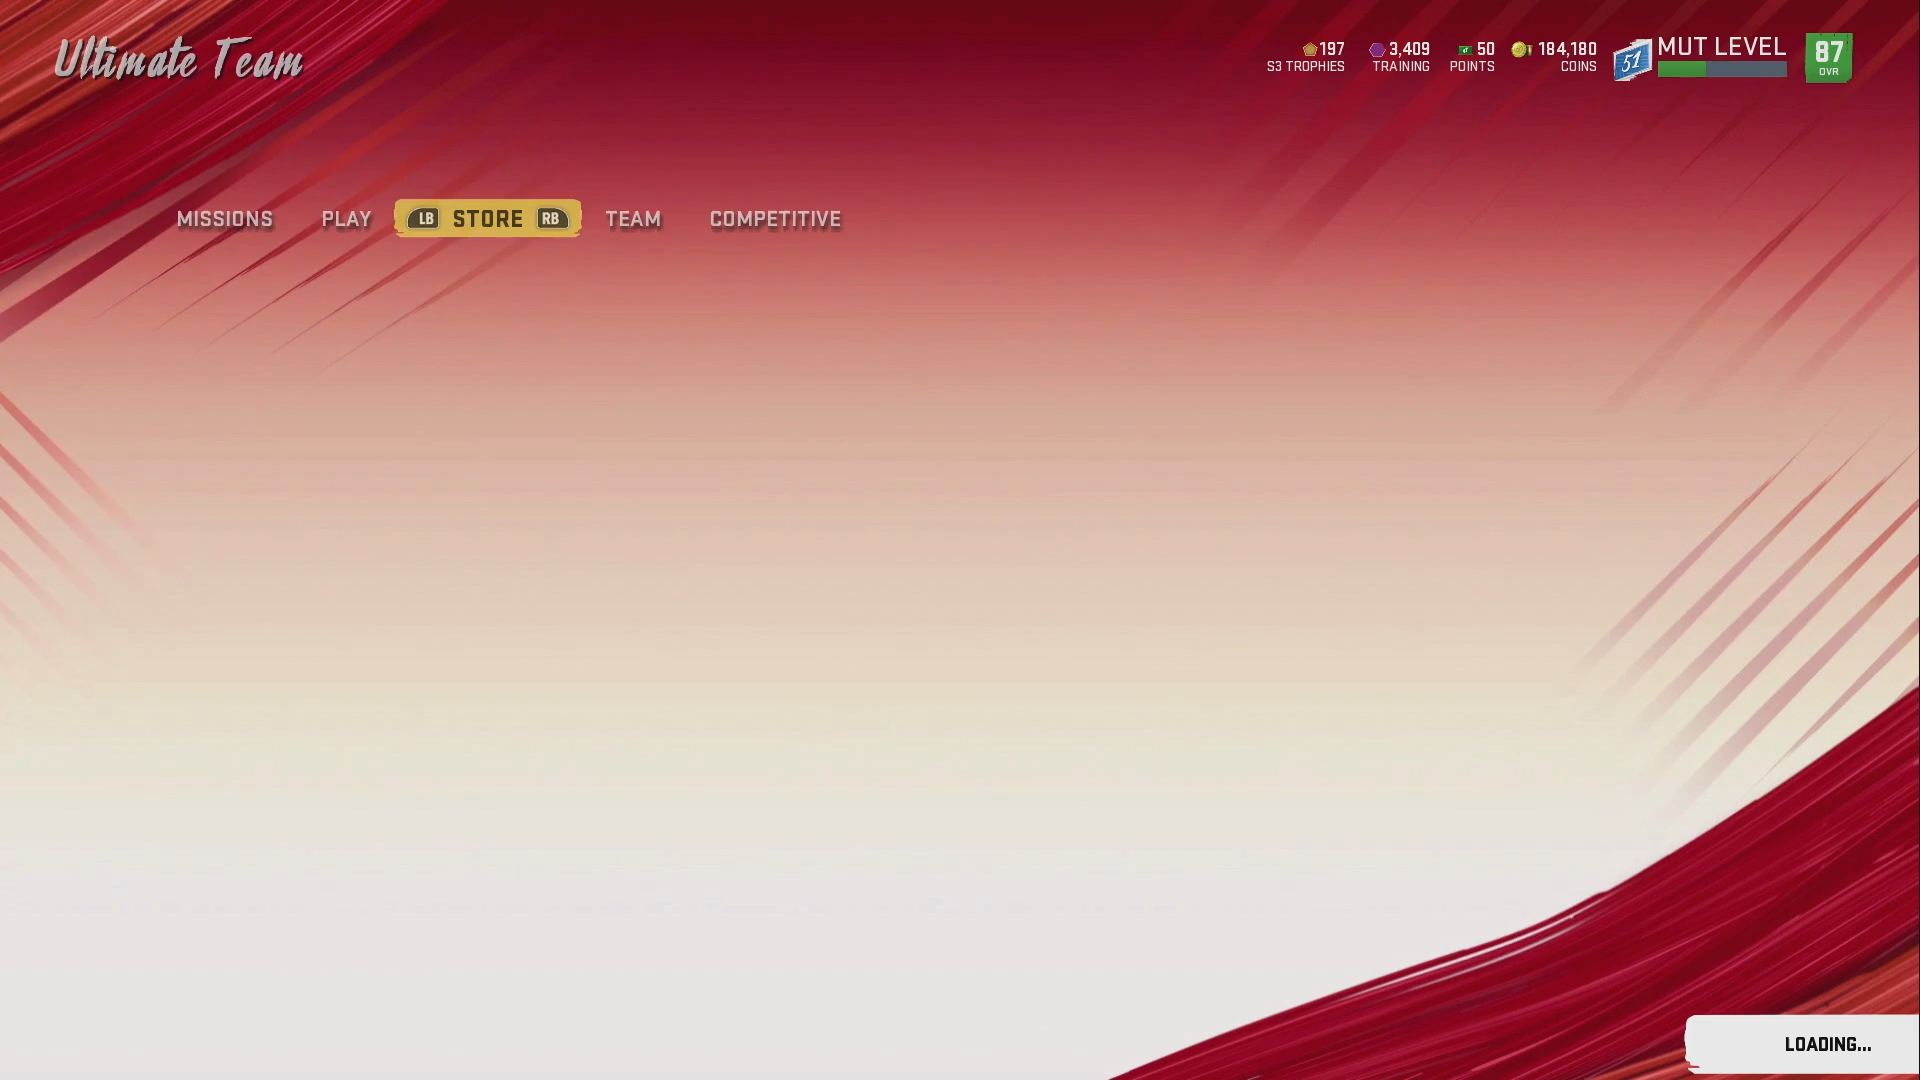 Ultimate Team
197
S3 TROPHIES
3,409
TRAINING
50
POINTS
184,180
COINS
51
MUT LEVEL
87
OVR
MISSIONS
PLAY
LB STORE RB
TEAM
COMPETITIVE
LOADING...